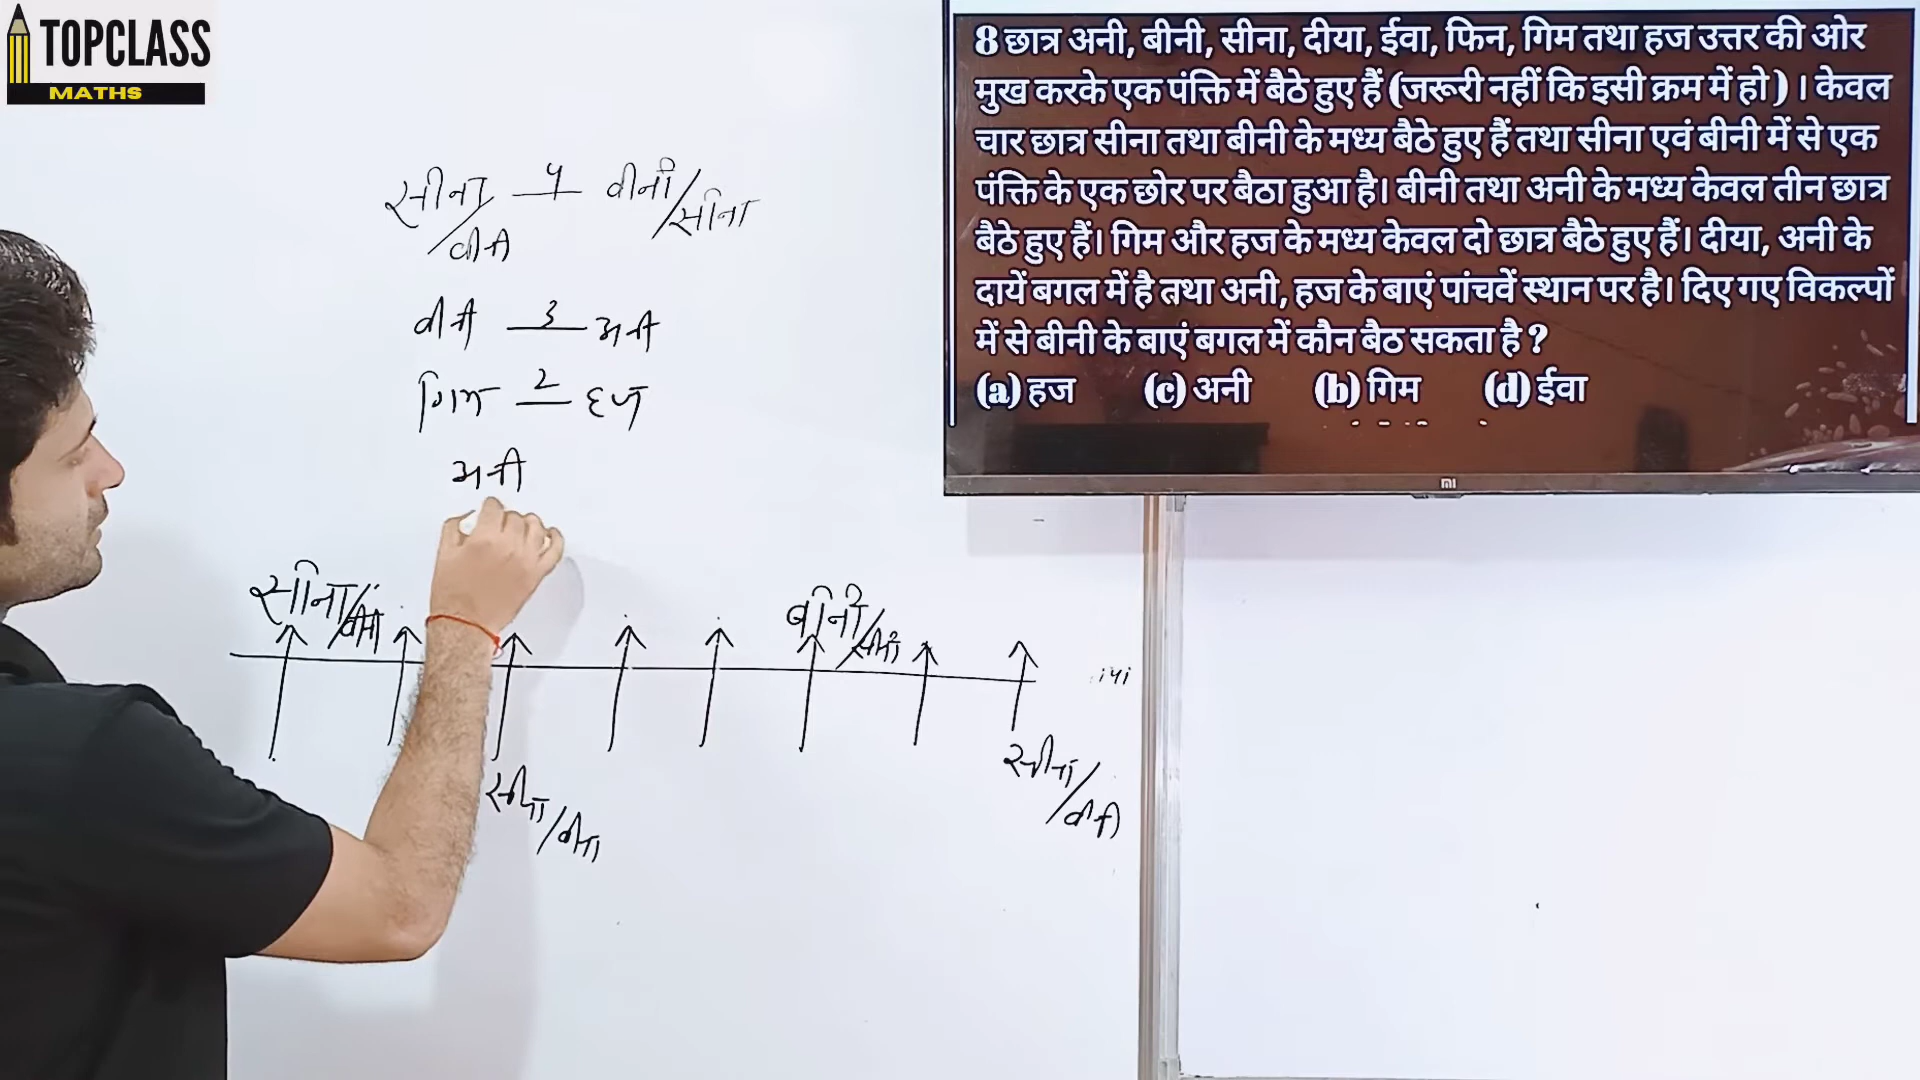 TOPCLASS
MATHS
8 छात्र अनी, बीनी, सीना, दीया, ईवा, फिन, गिम तथा हज उत्तर की ओर
मुख करके एक पंक्ति में बैठे हुए हैं (जरूरी नहीं कि इसी क्रम में हो ) । केवल
चार छात्र सीना तथा बीनी के मध्य बैठे हुए हैं तथा सीना एवं बीनी में से एक
पंक्ति के एक छोर पर बैठा हुआ है। बीनी तथा अनी के मध्य केवल तीन छात्र
बैठे हुए हैं। गिम और हज के मध्य केवल दो छात्र बैठे हुए हैं। दीया, अनी के
दायें बगल में है तथा अनी, हज के बाएं पांचवें स्थान पर है। दिए गए विकल्पों
में से बीनी के बाएं बगल में कौन बैठ सकता है ?
(a) हज (c) अनी (b) गिम (d) ईवा
mi
सीना 4 बीनी/सीना
/बीनी
बीनी 3 अनी
गिम 2 हज
अनी
सीना/बीनी बीनी/सीना
सीना/बीना सीना/बीनी